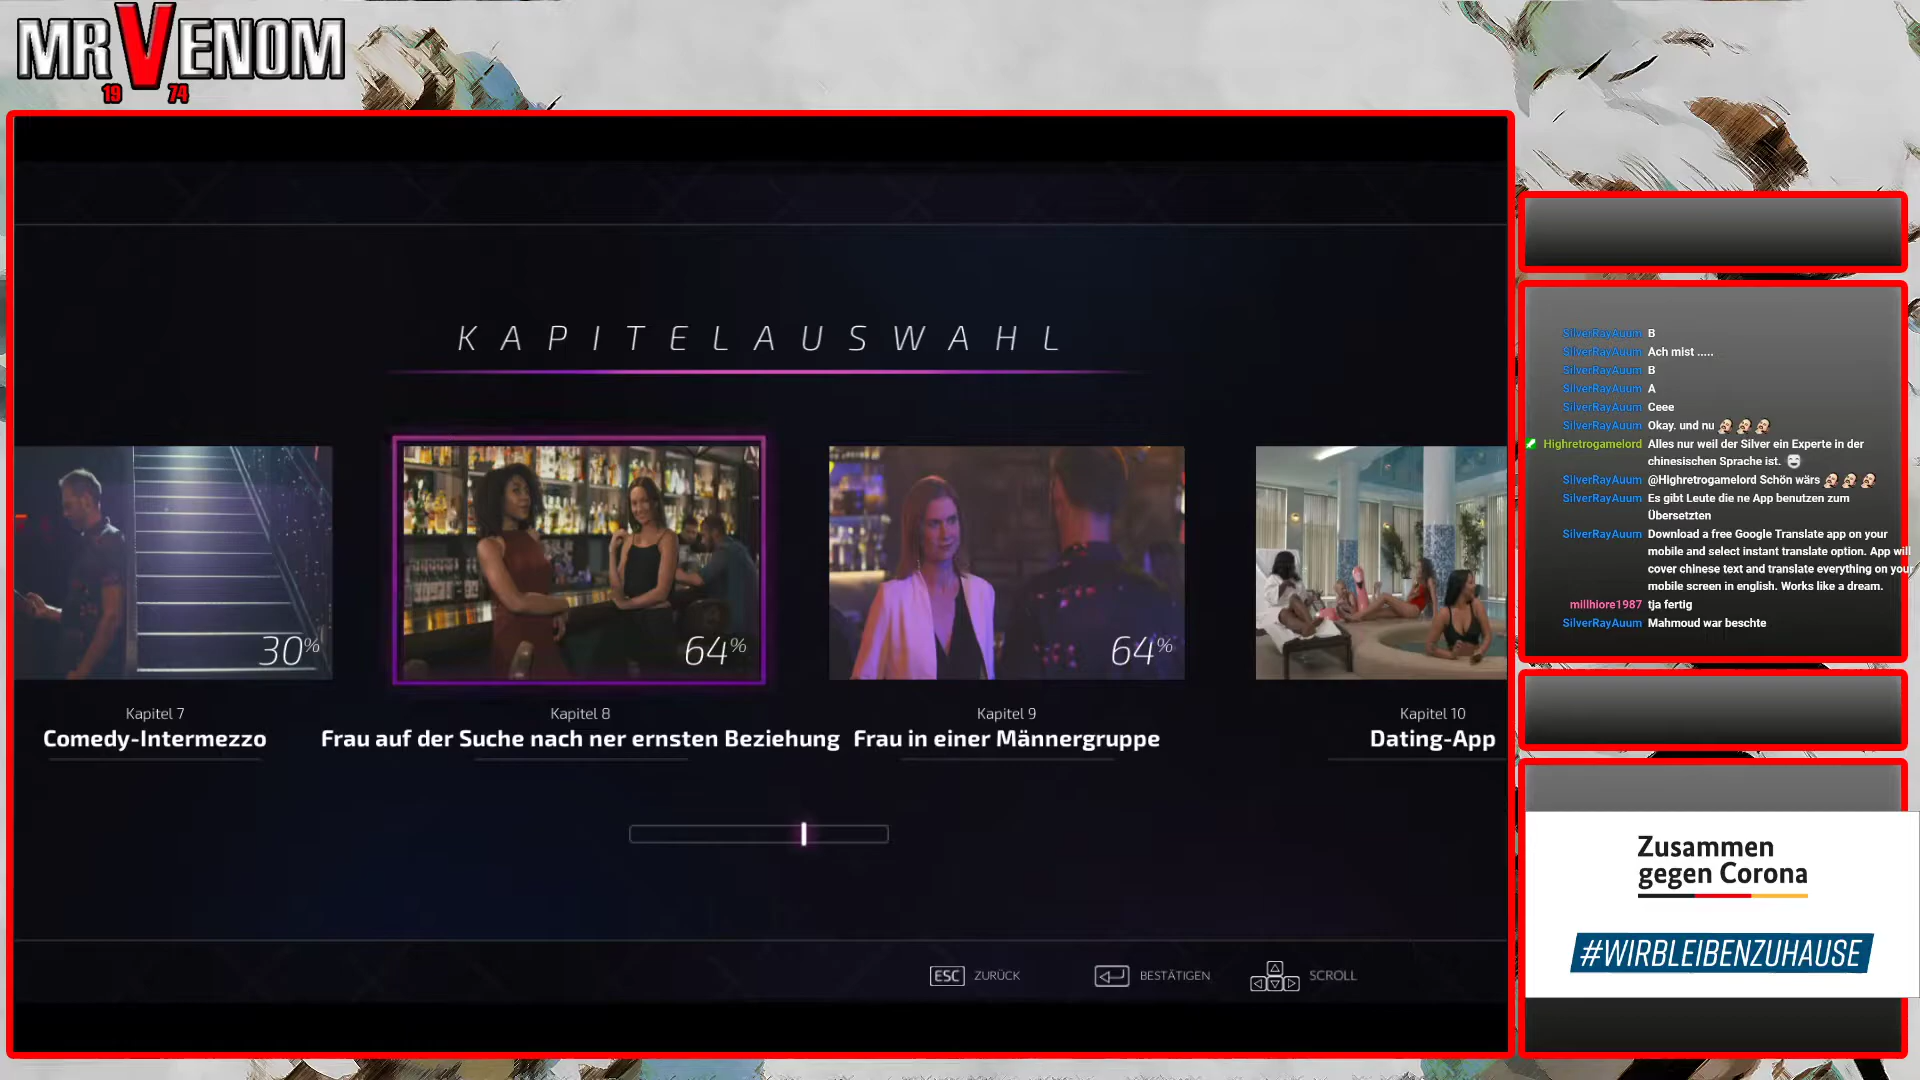 MRVENOM
19 74
KAPITELAUSWAHL
30%
64%
64%
Kapitel 7
Comedy-Intermezzo
Kapitel 8
Frau auf der Suche nach ner ernsten Beziehung
Kapitel 9
Frau in einer Männergruppe
Kapitel 10
Dating-App
ESC ZURÜCK
BESTÄTIGEN
SCROLL
SilverRayAuum B
SilverRayAuum Ach mist .....
SilverRayAuum B
SilverRayAuum A
SilverRayAuum Ceee
SilverRayAuum Okay. und nu
Highretrogamelord Alles nur weil der Silver ein Experte in der
chinesischen Sprache ist.
SilverRayAuum @Highretrogamelord Schön wärs
SilverRayAuum Es gibt Leute die ne App benutzen zum
Übersetzten
SilverRayAuum Download a free Google Translate app on your
mobile and select instant translate option. App will
cover chinese text and translate everything on your
mobile screen in english. Works like a dream.
millhiore1987 tja fertig
SilverRayAuum Mahmoud war beschte
Zusammen
gegen Corona
#WIRBLEIBENZUHAUSE